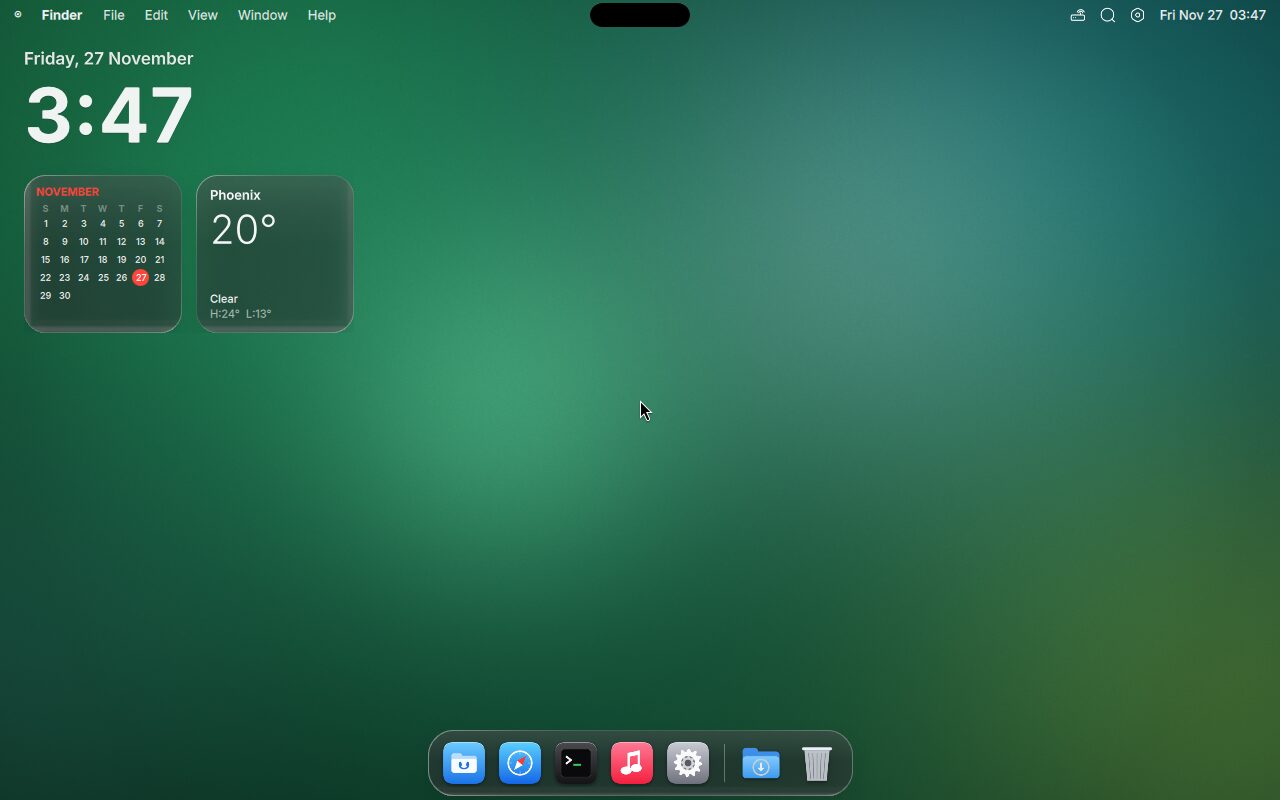 Finder File Edit View Window Help Fri Nov 27 03:47
Friday, 27 November
3:47
NOVEMBER
S M T W T F S
1 2 3 4 5 6 7
8 9 10 11 12 13 14
15 16 17 18 19 20 21
22 23 24 25 26 27 28
29 30
Phoenix
20°
Clear
H:24° L:13°